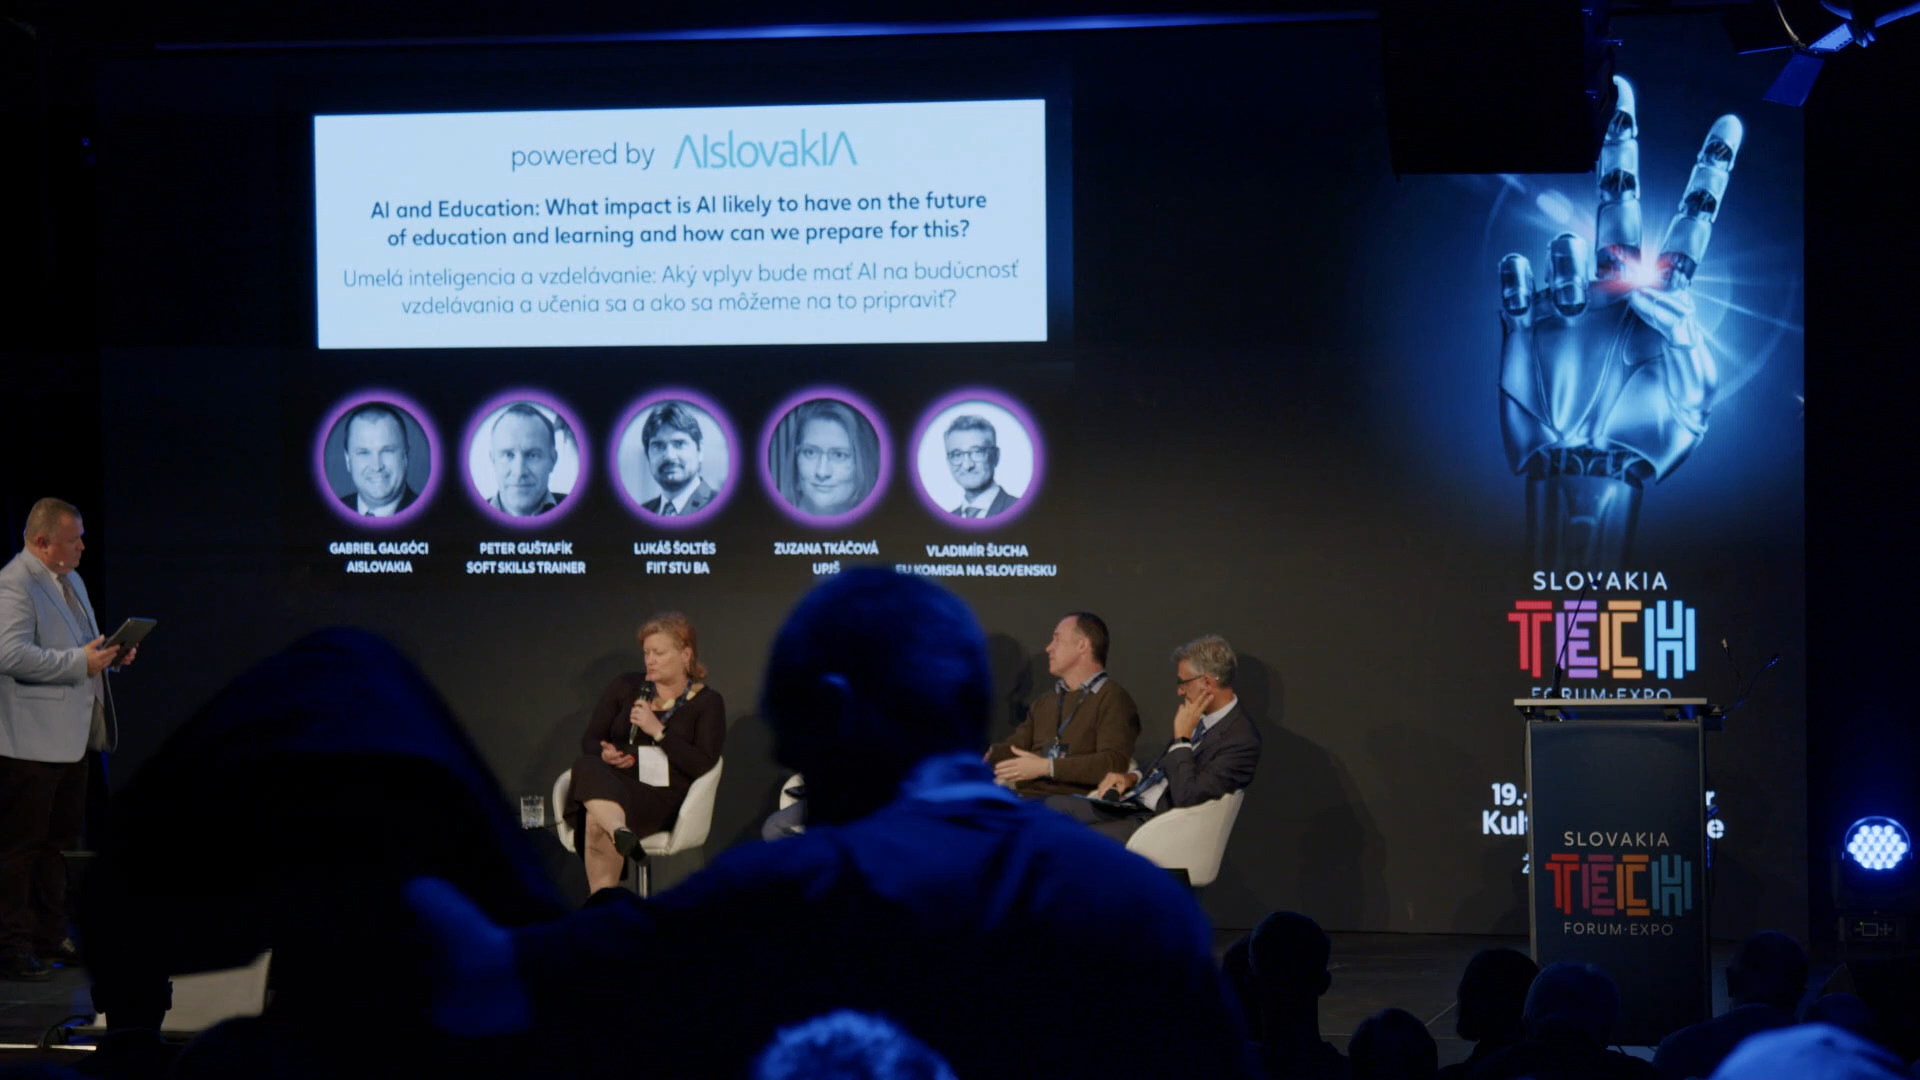 powered by AIslovakIA
AI and Education: What impact is AI likely to have on the future
of education and learning and how can we prepare for this?
Umelá inteligencia a vzdelávanie: Aký vplyv bude mať AI na budúcnosť
vzdelávania a učenia sa a ako sa môžeme na to pripraviť?
GABRIEL GALGÓCI
AISLOVAKIA
PETER GUŠTAFÍK
SOFT SKILLS TRAINER
LUKÁŠ ŠOLTÉS
FIIT STU BA
ZUZANA TKÁČOVÁ
UPJŠ
VLADIMÍR ŠUCHA
EU KOMISIA NA SLOVENSKU
SLOVAKIA
TECH
FORUM·EXPO
19.
SLOVAKIA
TECH
FORUM·EXPO